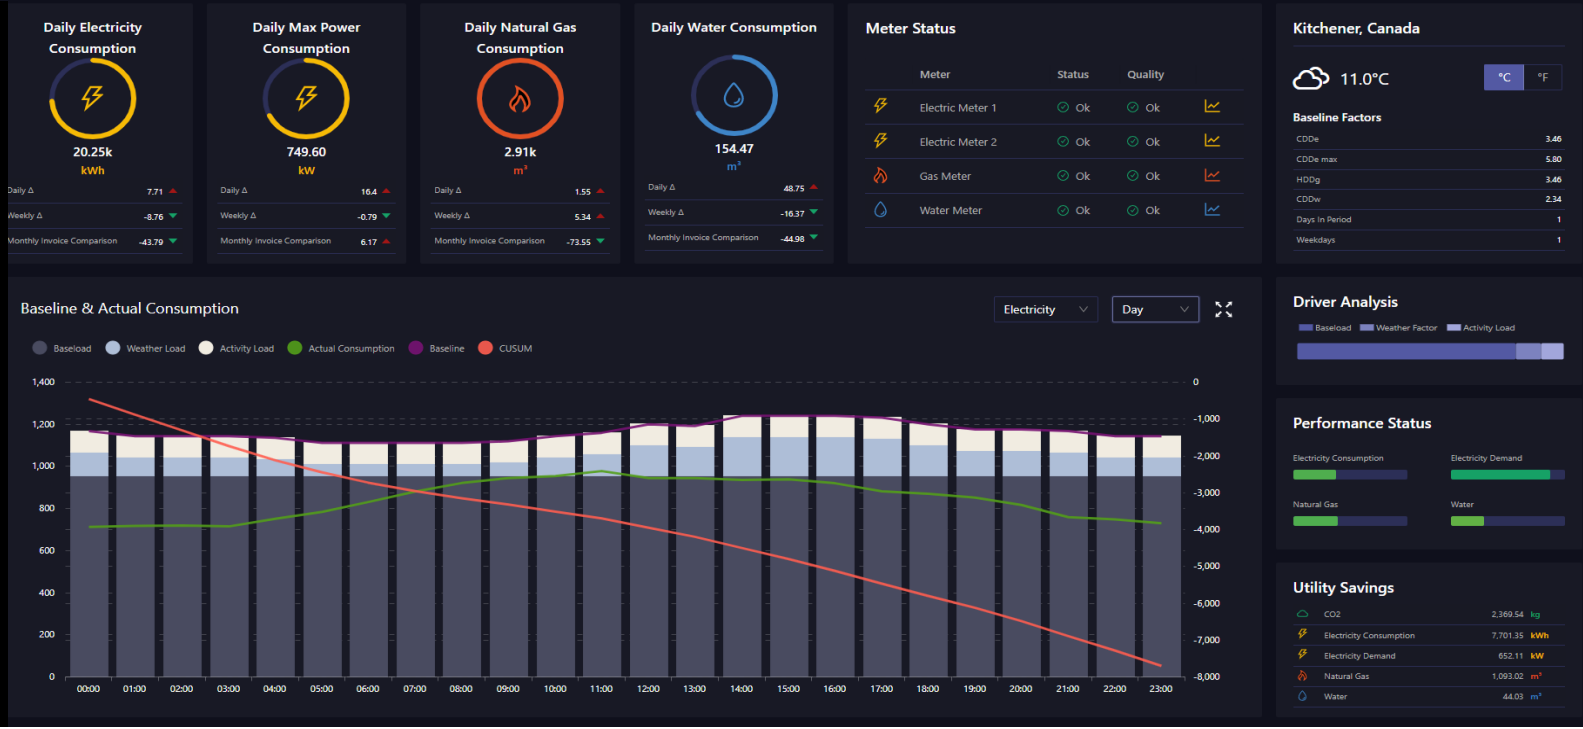 Daily Electricity
Consumption
20.25k
kWh
Daily Δ 7.71
Weekly Δ -8.76
Monthly Invoice Comparison -43.79
Daily Max Power
Consumption
749.60
kW
Daily Δ 16.4
Weekly Δ -0.79
Monthly Invoice Comparison 6.17
Daily Natural Gas
Consumption
2.91k
m³
Daily Δ 1.55
Weekly Δ 5.34
Monthly Invoice Comparison -73.55
Daily Water Consumption
154.47
m³
Daily Δ 48.75
Weekly Δ -16.37
Monthly Invoice Comparison -44.98
Meter Status
Meter Status Quality
Electric Meter 1 Ok Ok
Electric Meter 2 Ok Ok
Gas Meter Ok Ok
Water Meter Ok Ok
Kitchener, Canada
11.0°C °C °F
Baseline Factors
CDDe 3.46
CDDe max 5.80
HDDg 3.46
CDDw 2.34
Days In Period 1
Weekdays 1
Baseline & Actual Consumption
Electricity Day
Baseload Weather Load Activity Load Actual Consumption Baseline CUSUM
1,400 0
-1,000
1,200
-2,000
1,000
-3,000
800
-4,000
600
-5,000
400
-6,000
200
-7,000
0 -8,000
00:00 01:00 02:00 03:00 04:00 05:00 06:00 07:00 08:00 09:00 10:00 11:00 12:00 13:00 14:00 15:00 16:00 17:00 18:00 19:00 20:00 21:00 22:00 23:00
Driver Analysis
Baseload Weather Factor Activity Load
Performance Status
Electricity Consumption Electricity Demand
Natural Gas Water
Utility Savings
CO2 2,369.54 kg
Electricity Consumption 7,701.35 kWh
Electricity Demand 652.11 kW
Natural Gas 1,093.02 m³
Water 44.03 m³